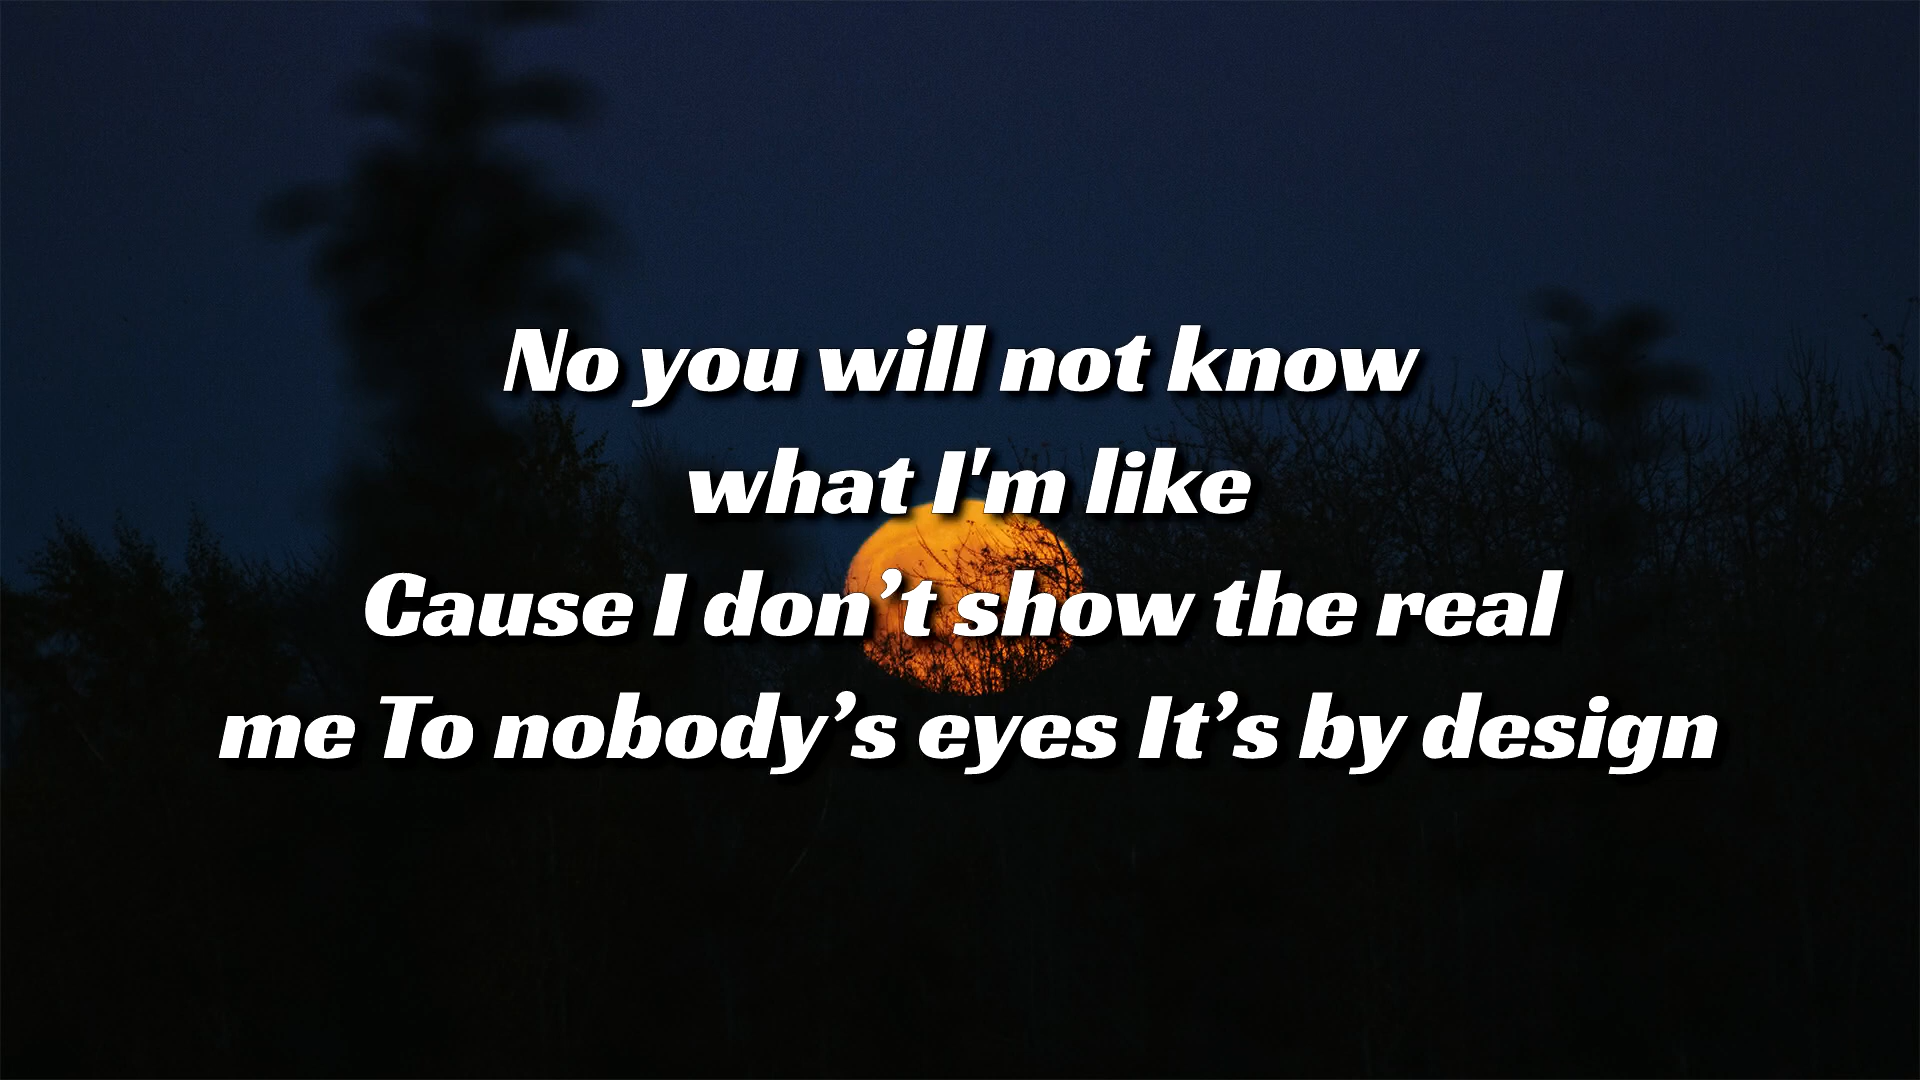 No you will not know
what I'm like
Cause I don’t show the real
me To nobody’s eyes It’s by design